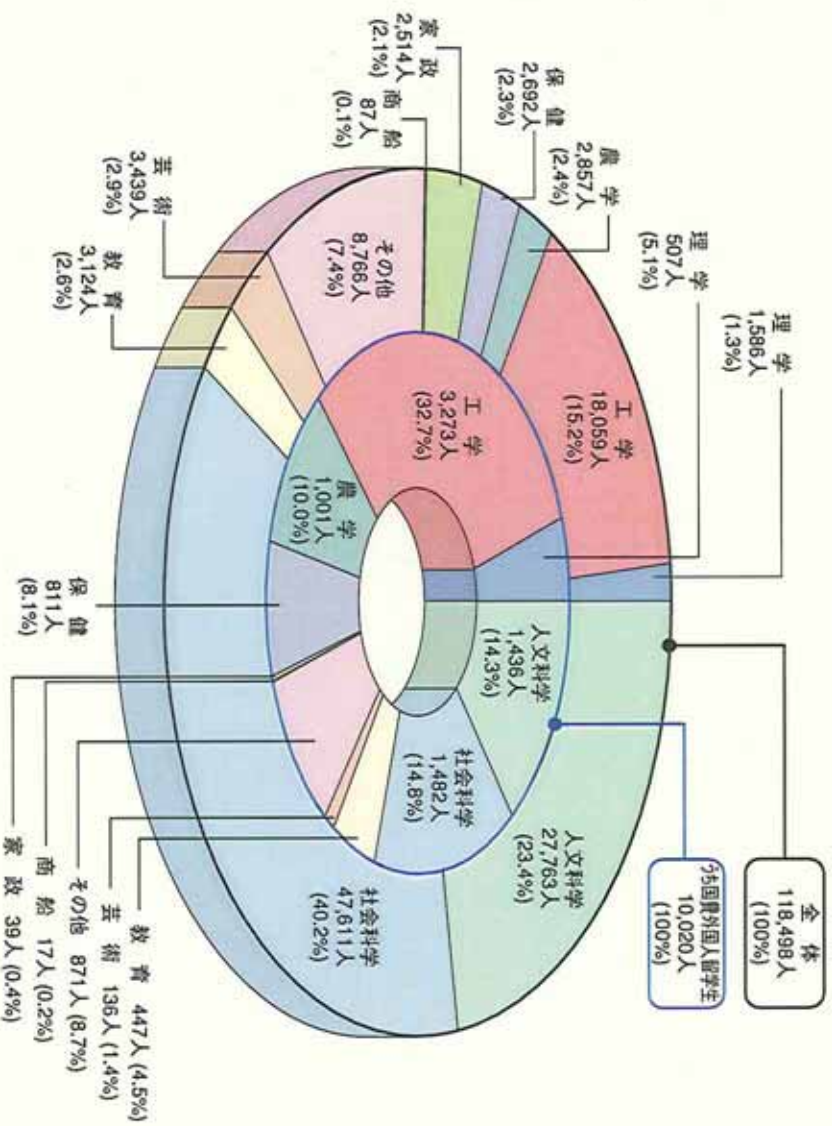 全 体
118,498人
(100%)
うち国費外国人留学生
10,020人
(100%)
人文科学
27,763人
(23.4%)
社会科学
47,611人
(40.2%)
教 育
3,124人
(2.6%)
芸 術
3,439人
(2.9%)
その他
8,766人
(7.4%)
商 船
87人
(0.1%)
家 政
2,514人
(2.1%)
保 健
2,692人
(2.3%)
農 学
2,857人
(2.4%)
工 学
18,059人
(15.2%)
理 学
1,586人
(1.3%)
人文科学
1,436人
(14.3%)
社会科学
1,482人
(14.8%)
教 育 447人 (4.5%)
芸 術 136人 (1.4%)
その他 871人 (8.7%)
商 船 17人 (0.2%)
家 政 39人 (0.4%)
保 健
811人
(8.1%)
農 学
1,001人
(10.0%)
工 学
3,273人
(32.7%)
理 学
507人
(5.1%)